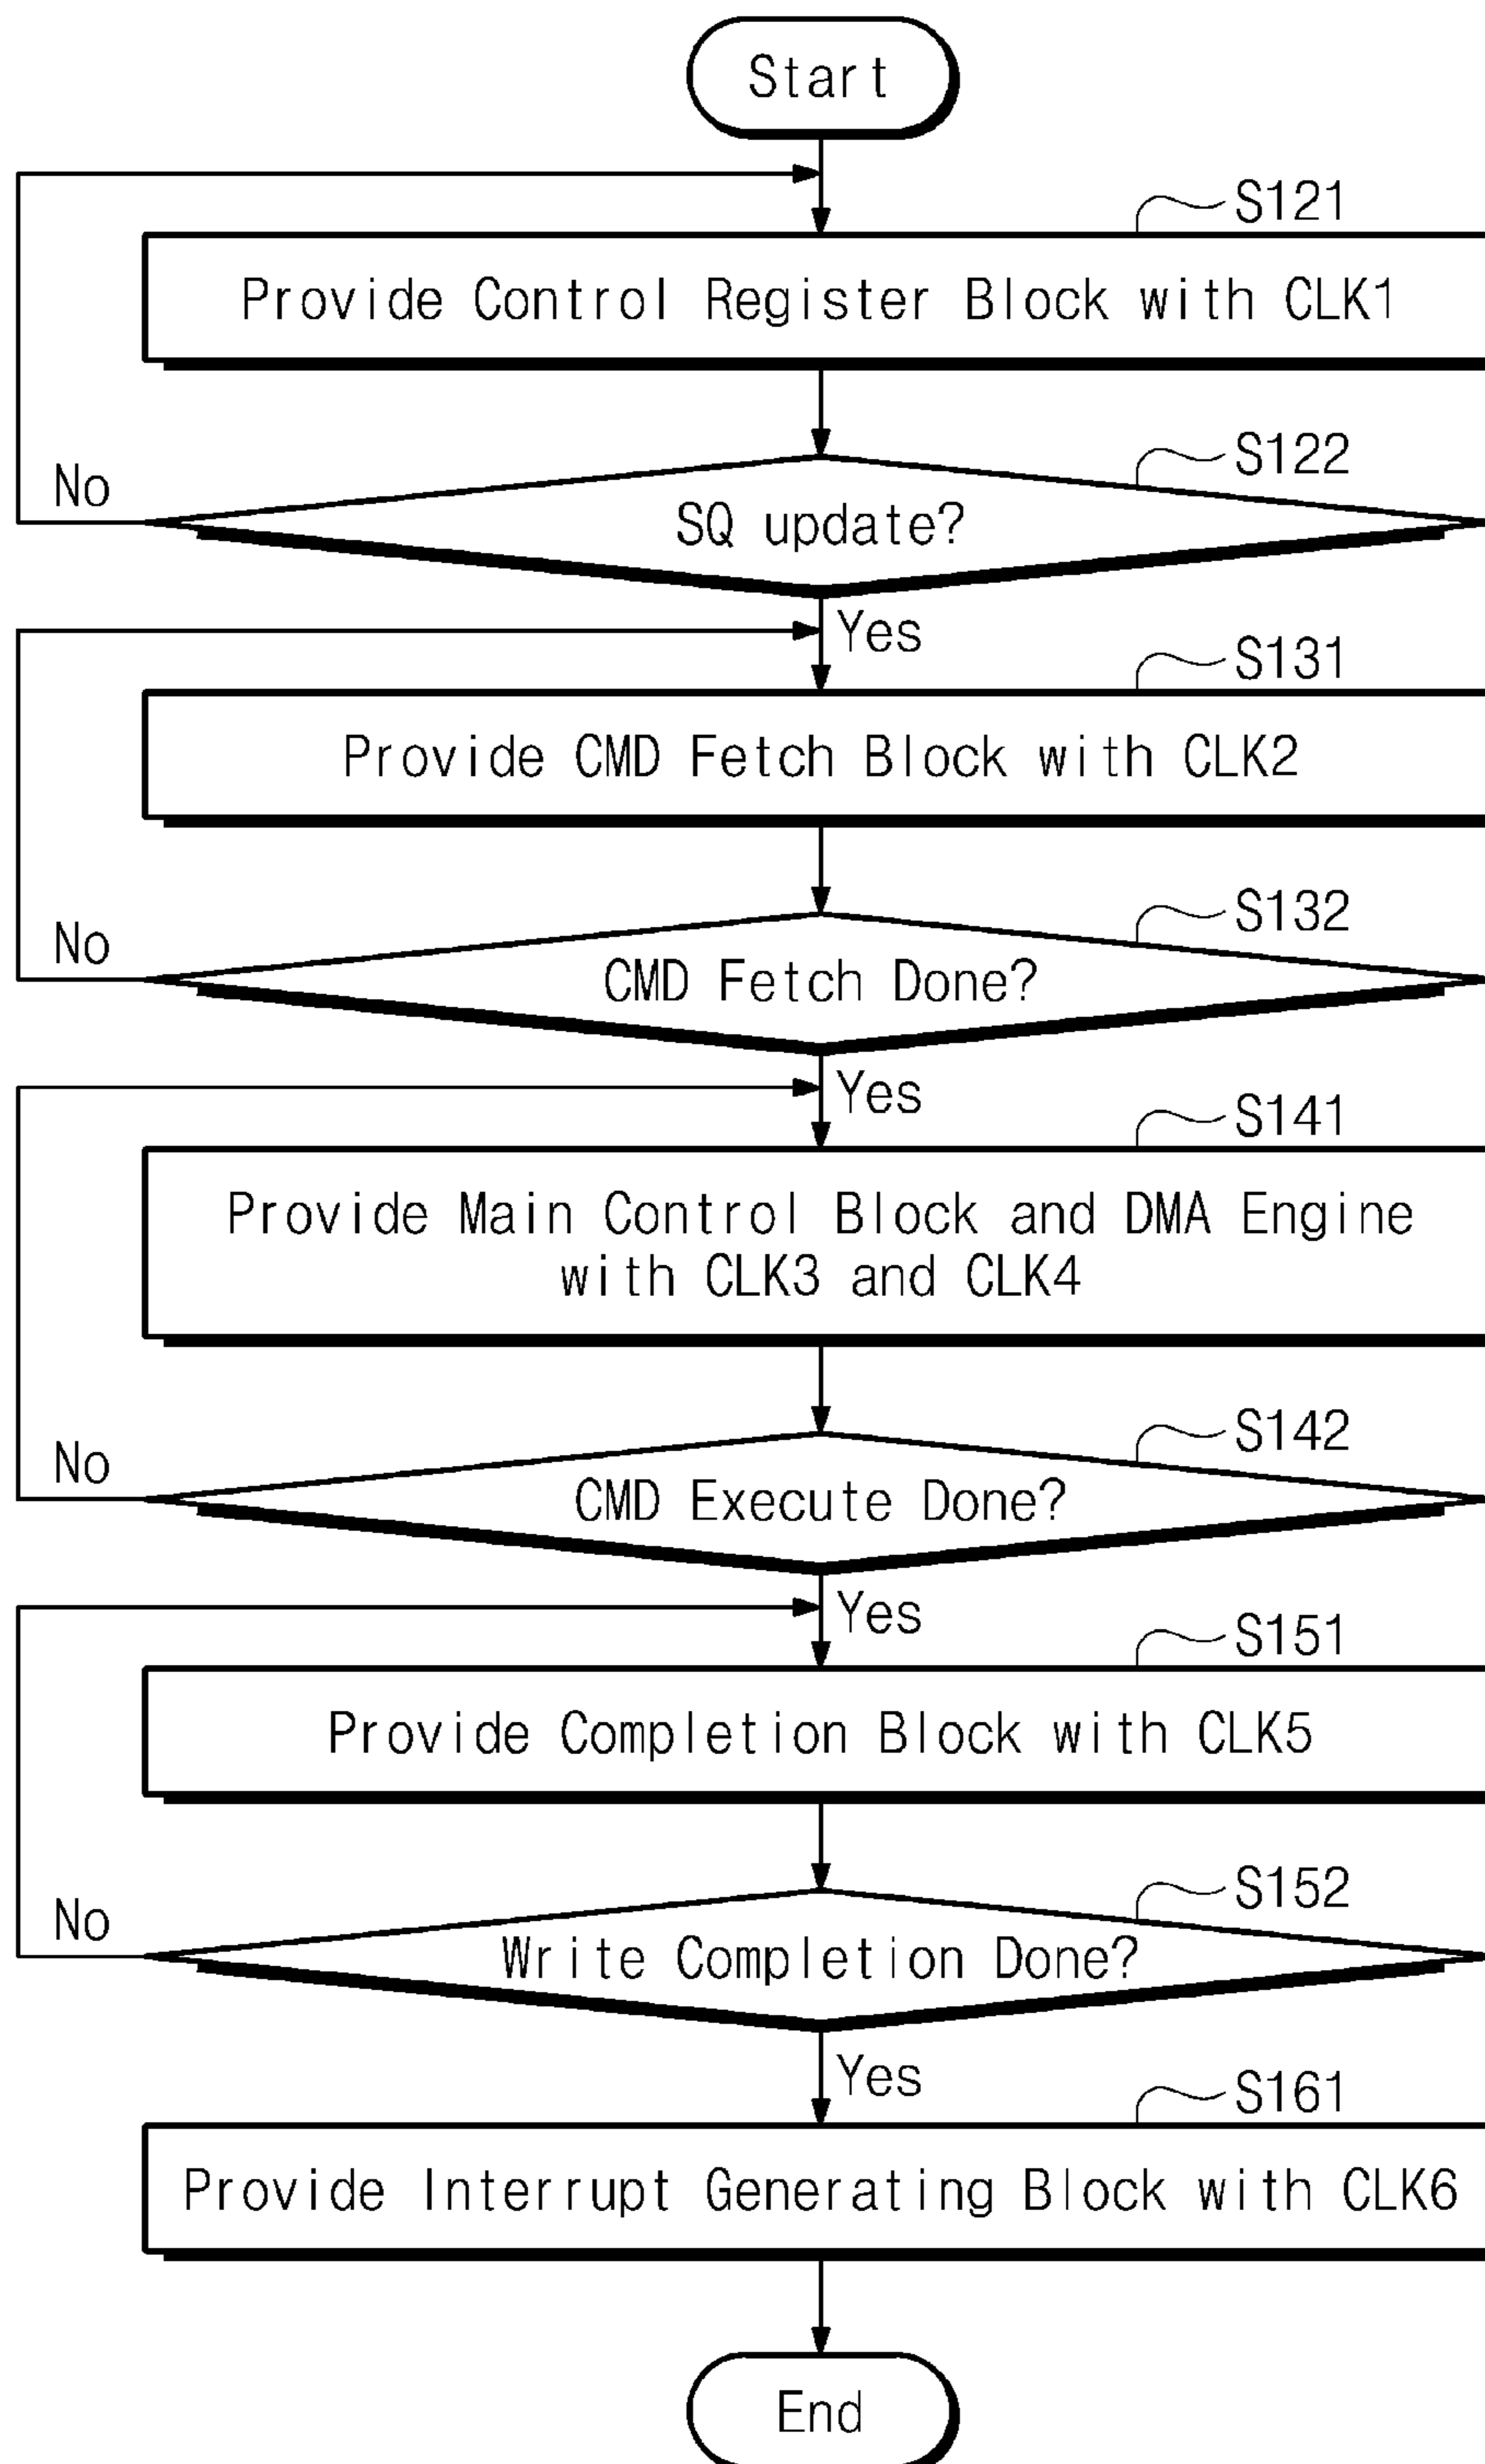 Start
S121
Provide Control Register Block with CLK1
S122
No
SQ update?
Yes
S131
Provide CMD Fetch Block with CLK2
S132
No
CMD Fetch Done?
Yes
S141
Provide Main Control Block and DMA Engine
with CLK3 and CLK4
S142
No
CMD Execute Done?
Yes
S151
Provide Completion Block with CLK5
S152
No
Write Completion Done?
Yes
S161
Provide Interrupt Generating Block with CLK6
End